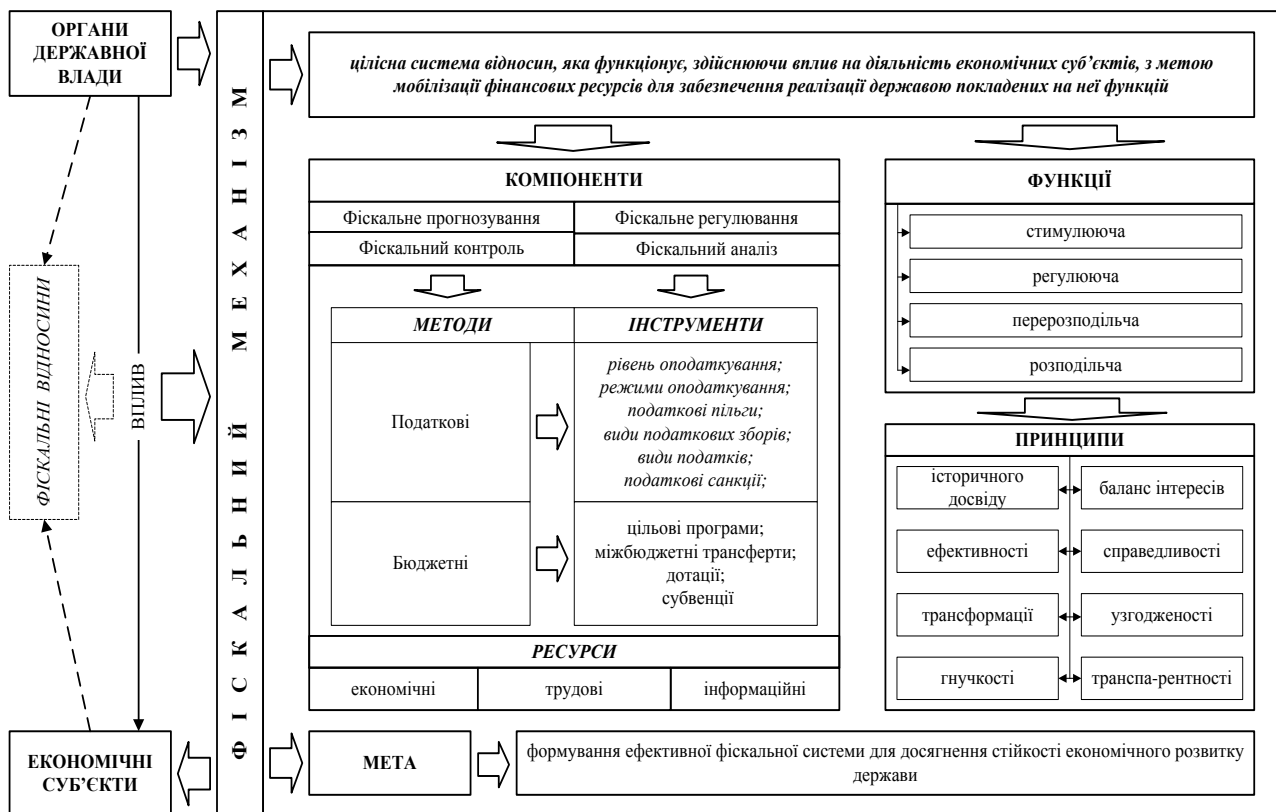 ОРГАНИ
ДЕРЖАВНОЇ
ВЛАДИ
ФІСКАЛЬНІ ВІДНОСИНИ
ВПЛИВ
ЕКОНОМІЧНІ
СУБ’ЄКТИ
ФІСКАЛЬНИЙ МЕХАНІЗМ
цілісна система відносин, яка функціонує, здійснюючи вплив на діяльність економічних суб’єктів, з метою
мобілізації фінансових ресурсів для забезпечення реалізації державою покладених на неї функцій
КОМПОНЕНТИ
Фіскальне прогнозування
Фіскальне регулювання
Фіскальний контроль
Фіскальний аналіз
МЕТОДИ
ІНСТРУМЕНТИ
Податкові
рівень оподаткування;
режими оподаткування;
податкові пільги;
види податкових зборів;
види податків;
податкові санкції;
Бюджетні
цільові програми;
міжбюджетні трансферти;
дотації;
субвенції
РЕСУРСИ
економічні
трудові
інформаційні
ФУНКЦІЇ
стимулююча
регулююча
перерозподільча
розподільча
ПРИНЦИПИ
історичного
досвіду
баланс інтересів
ефективності
справедливості
трансформації
узгодженості
гнучкості
транспа-рентності
МЕТА
формування ефективної фіскальної системи для досягнення стійкості економічного розвитку
держави